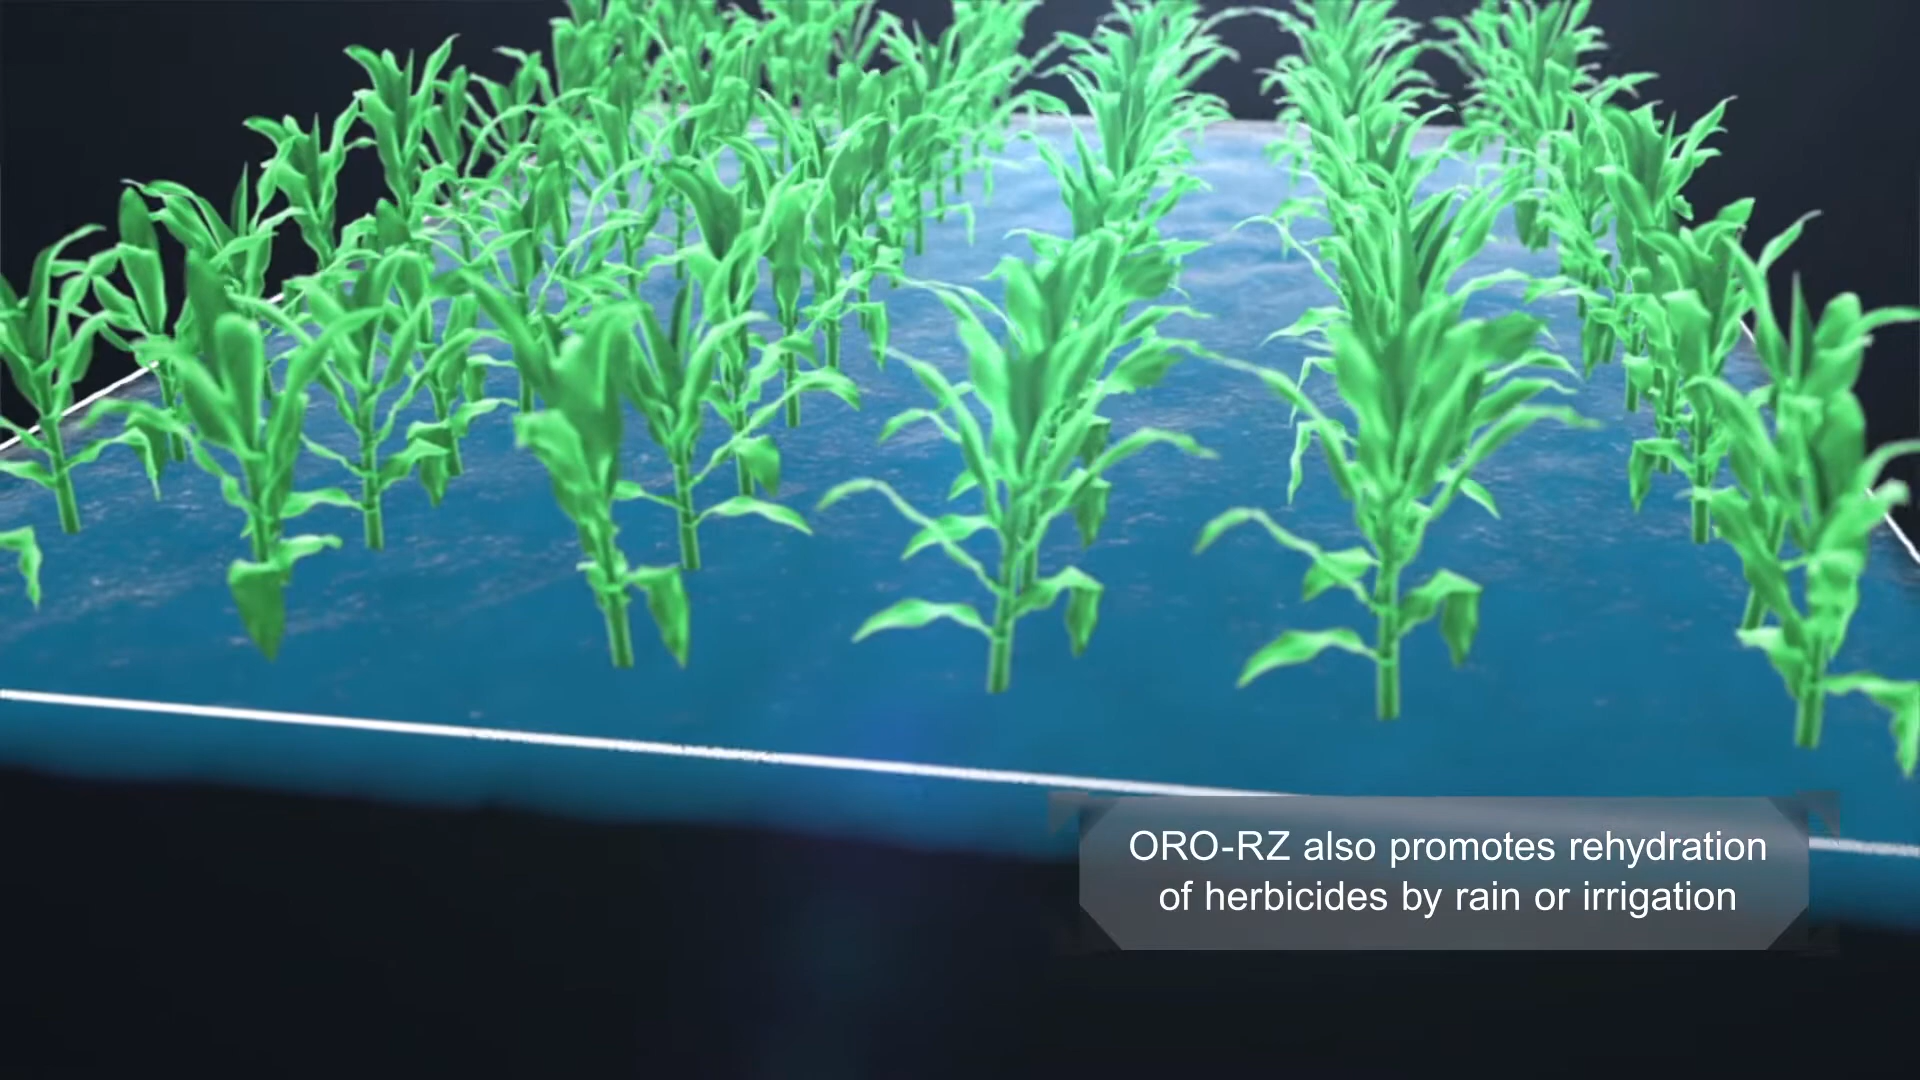 ORO-RZ also promotes rehydration
of herbicides by rain or irrigation